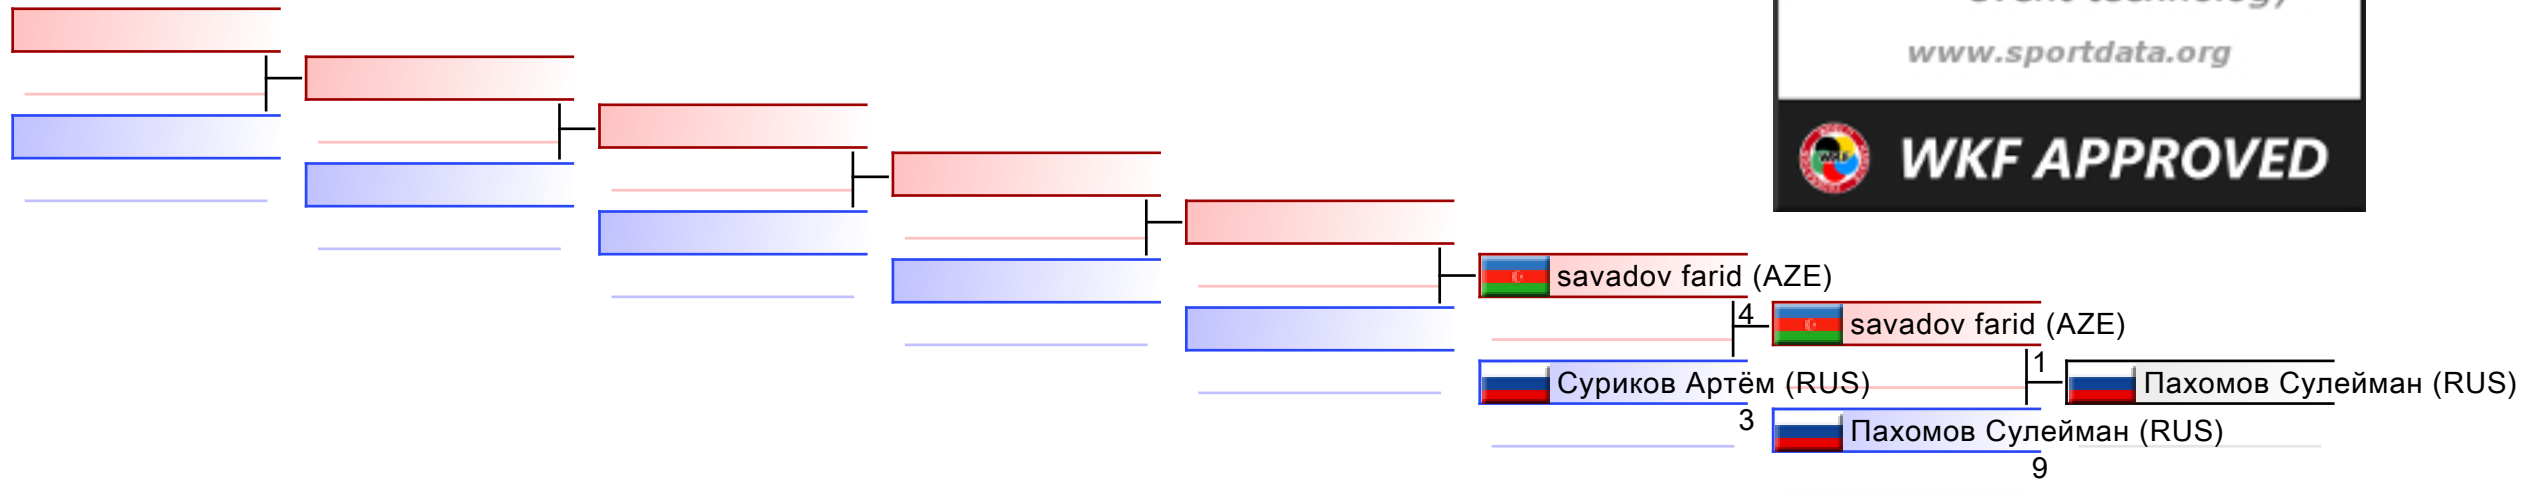 www.sportdata.org
WKF APPROVED
savadov farid (AZE)
4
savadov farid (AZE)
1
Суриков Артём (RUS)
3
Пахомов Сулейман (RUS)
Пахомов Сулейман (RUS)
9